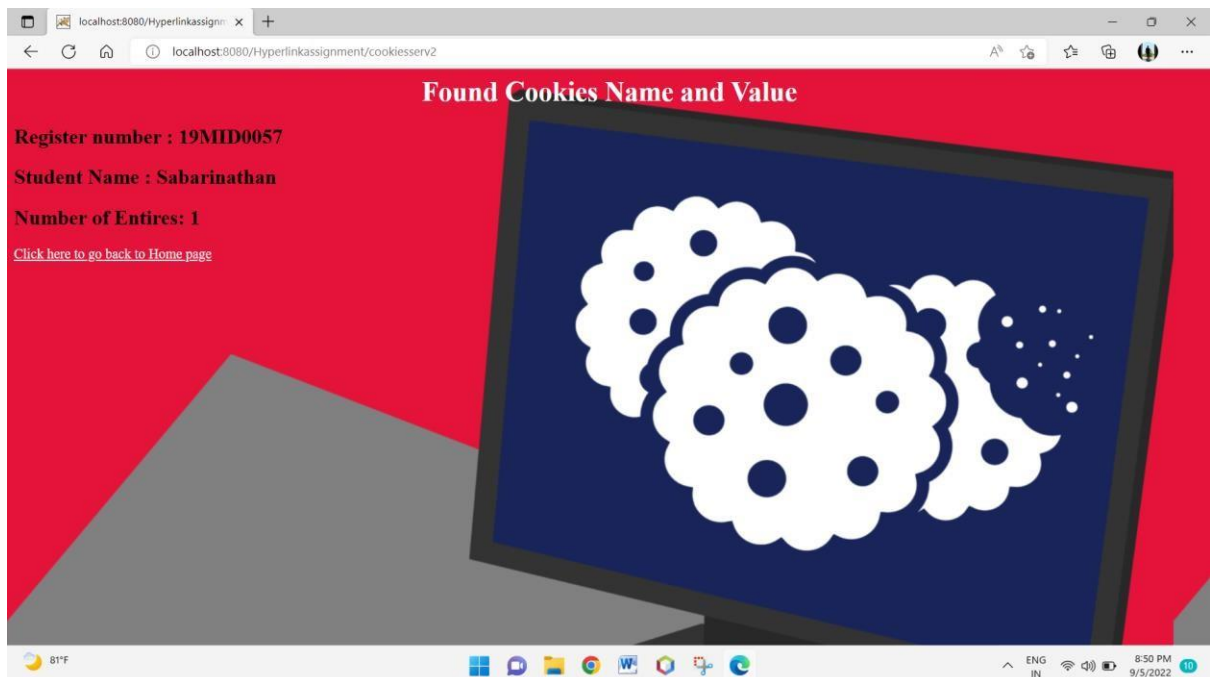 localhost:8080/Hyperlinkassignm
localhost:8080/Hyperlinkassignment/cookiesserv2
Found Cookies Name and Value
Register number : 19MID0057
Student Name : Sabarinathan
Number of Entires: 1
Click here to go back to Home page
81°F
ENG
IN
8:50 PM
9/5/2022
10